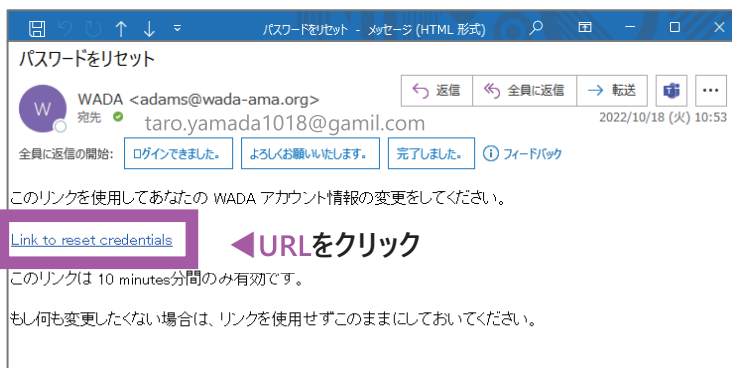 パスワードをリセット - メッセージ (HTML 形式)
パスワードをリセット
返信 全員に返信 転送
W
WADA <adams@wada-ama.org>
宛先 taro.yamada1018@gamil.com
2022/10/18 (火) 10:53
全員に返信の開始: ログインできました。 よろしくお願いいたします。 完了しました。 フィードバック
このリンクを使用してあなたの WADA アカウント情報の変更をしてください。
Link to reset credentials
◀URLをクリック
このリンクは 10 minutes分間のみ有効です。
もし何も変更したくない場合は、リンクを使用せずこのままにしておいてください。